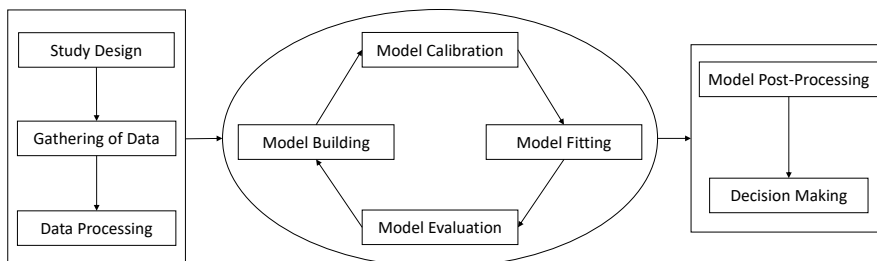 Study Design
Gathering of Data
Data Processing
Model Calibration
Model Building
Model Fitting
Model Evaluation
Model Post-Processing
Decision Making